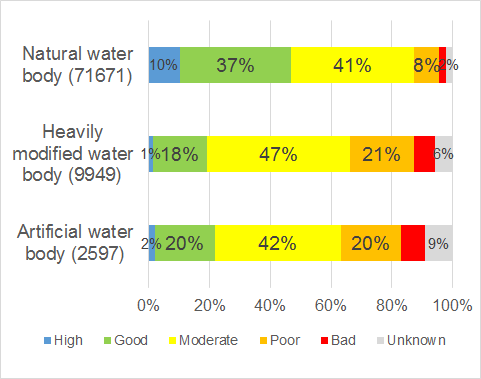 Natural water
body (71671)
10% 37% 41% 8% 2%
Heavily
modified water
body (9949)
1% 18% 47% 21% 6%
Artificial water
body (2597)
2% 20% 42% 20% 9%
0% 20% 40% 60% 80% 100%
High Good Moderate Poor Bad Unknown